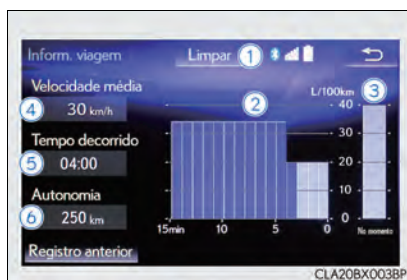 Inform. viagem
Limpar
1
L/100km
3
Velocidade média
4
30 km/h
2
40
30
20
10
0
Tempo decorrido
5
04:00
Autonomia
6
250 km
15min
10
5
0
No momento
Registro anterior
CLA20BX003BP